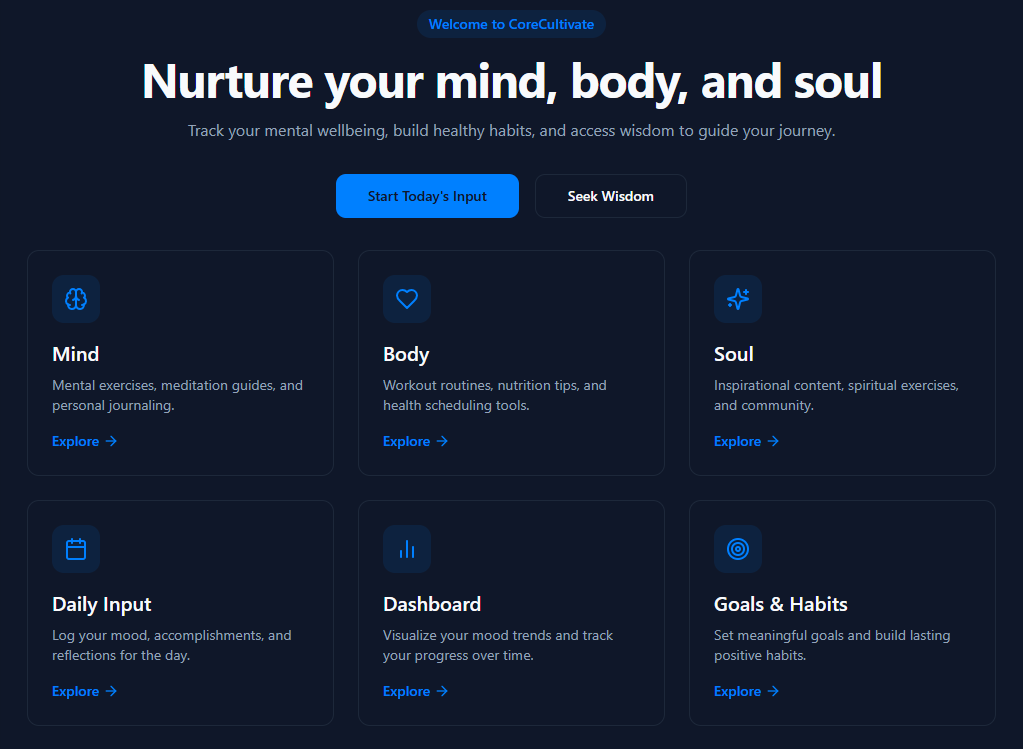 Welcome to CoreCultivate
Nurture your mind, body, and soul
Track your mental wellbeing, build healthy habits, and access wisdom to guide your journey.
Start Today's Input
Seek Wisdom
Mind
Mental exercises, meditation guides, and
personal journaling.
Explore →
Body
Workout routines, nutrition tips, and
health scheduling tools.
Explore →
Soul
Inspirational content, spiritual exercises,
and community.
Explore →
Daily Input
Log your mood, accomplishments, and
reflections for the day.
Explore →
Dashboard
Visualize your mood trends and track
your progress over time.
Explore →
Goals & Habits
Set meaningful goals and build lasting
positive habits.
Explore →